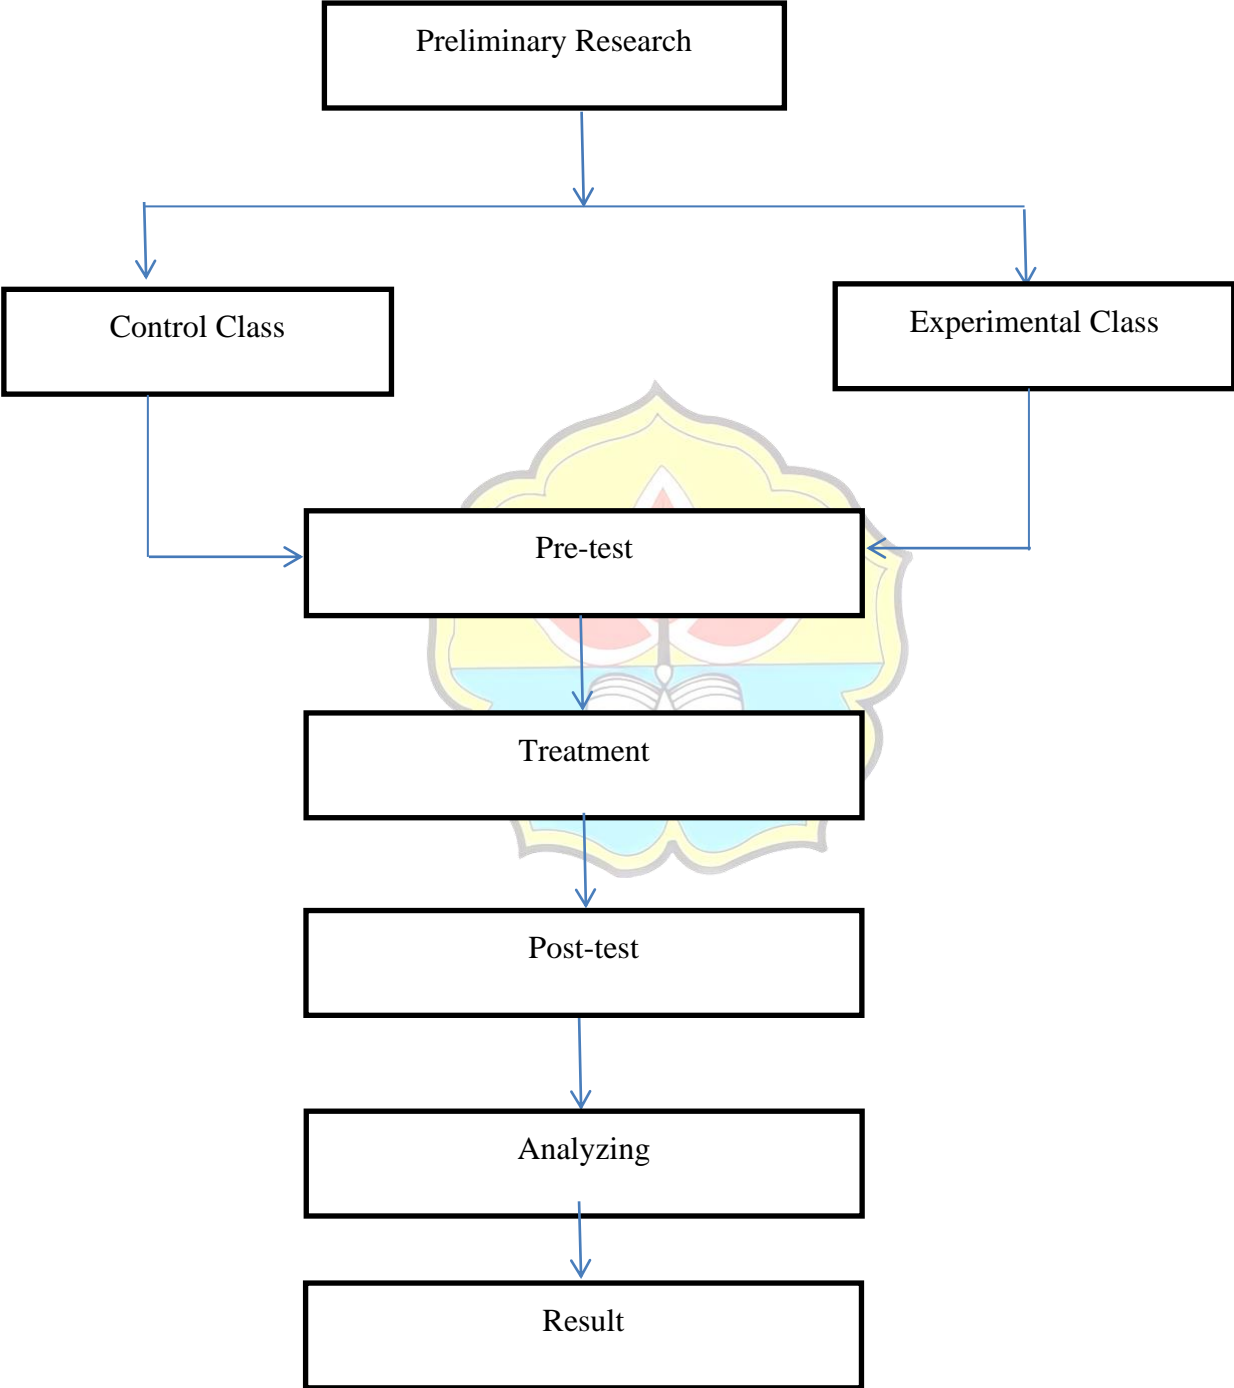 Preliminary Research
Control Class
Experimental Class
Pre-test
Treatment
Post-test
Analyzing
Result